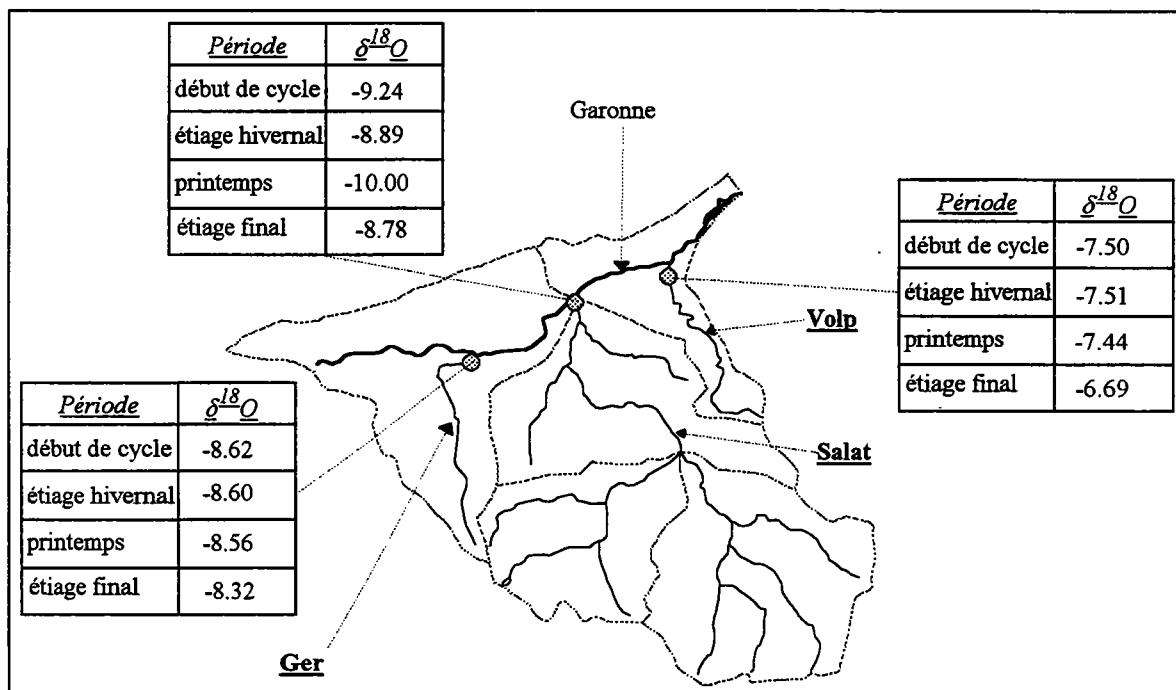 Période δ18O
début de cycle -9.24
étiage hivernal -8.89
printemps -10.00
étiage final -8.78
Garonne
Période δ18O
début de cycle -7.50
étiage hivernal -7.51
printemps -7.44
étiage final -6.69
Volp
Période δ18O
début de cycle -8.62
étiage hivernal -8.60
printemps -8.56
étiage final -8.32
Salat
Ger